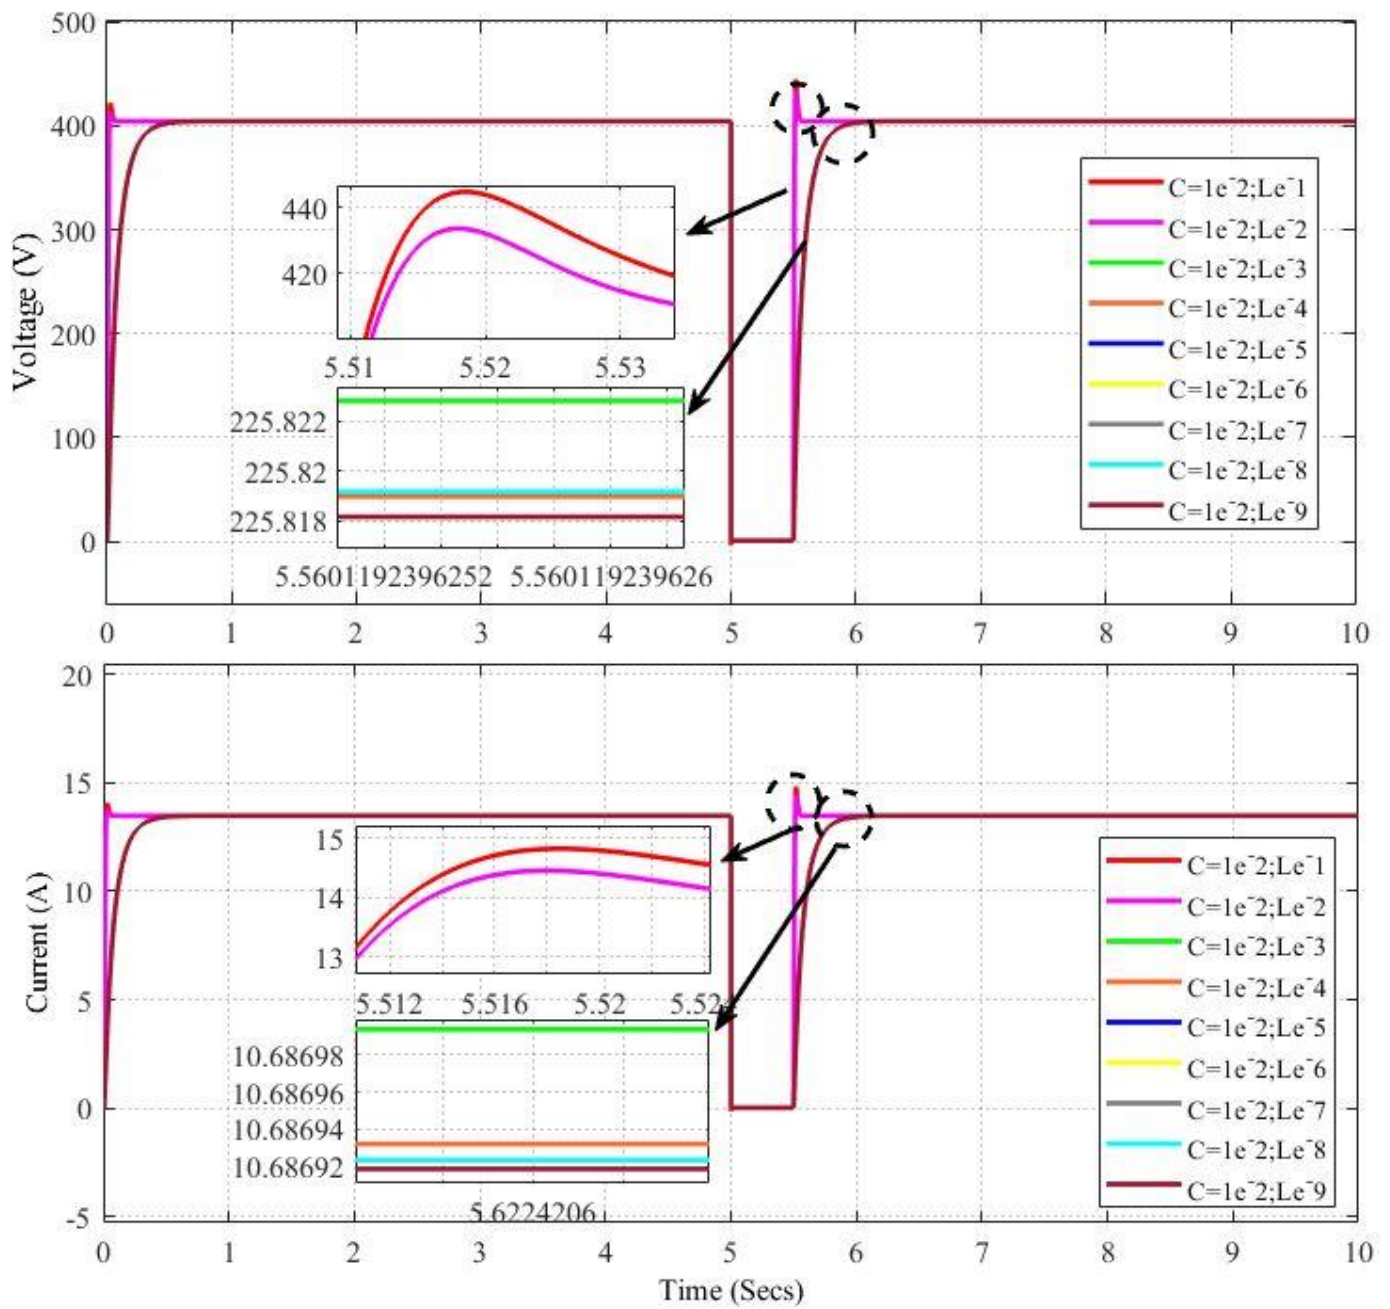 500
400
300
200
100
0
Voltage (V)
440
420
5.51 5.52 5.53
225.822
225.82
225.818
5.5601192396252 5.560119239626
C=1e¯2;Le¯1
C=1e¯2;Le¯2
C=1e¯2;Le¯3
C=1e¯2;Le¯4
C=1e¯2;Le¯5
C=1e¯2;Le¯6
C=1e¯2;Le¯7
C=1e¯2;Le¯8
C=1e¯2;Le¯9
0 1 2 3 4 5 6 7 8 9 10
20
15
10
5
0
-5
Current (A)
15
14
13
5.512 5.516 5.52 5.52
10.68698
10.68696
10.68694
10.68692
5.6224206
C=1e¯2;Le¯1
C=1e¯2;Le¯2
C=1e¯2;Le¯3
C=1e¯2;Le¯4
C=1e¯2;Le¯5
C=1e¯2;Le¯6
C=1e¯2;Le¯7
C=1e¯2;Le¯8
C=1e¯2;Le¯9
0 1 2 3 4 5 6 7 8 9 10
Time (Secs)